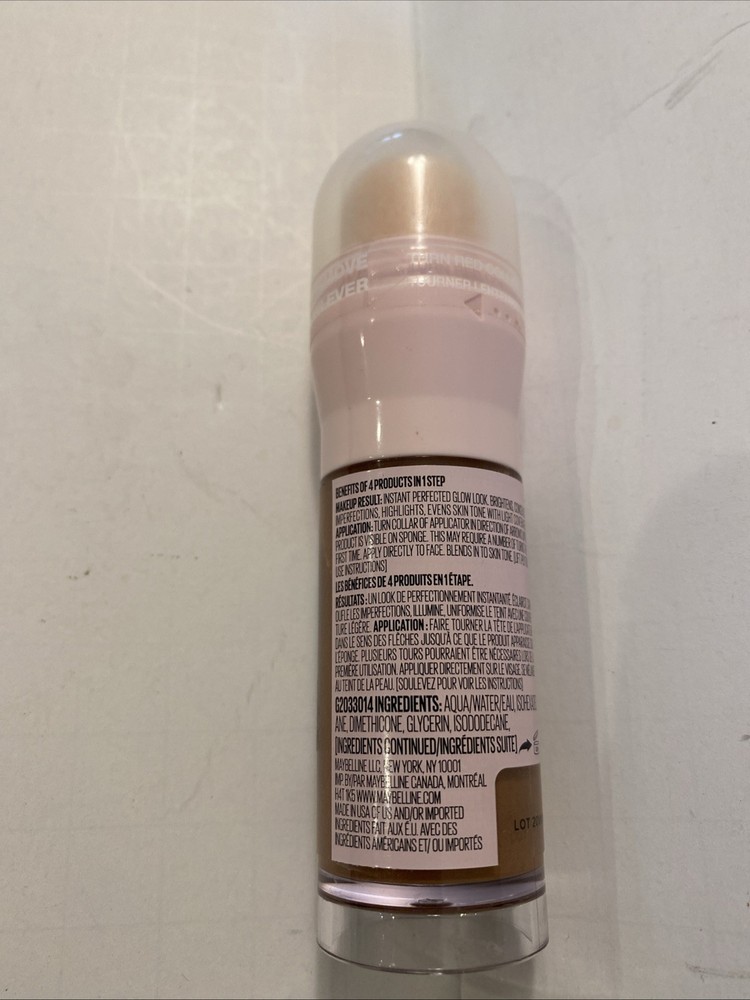 TURN RED
TOURNER
BENEFITS OF 4 PRODUCTS IN 1 STEP
MAKEUP RESULT: INSTANT PERFECTED GLOW LOOK, BRIGHTENS,
IMPERFECTIONS, HIGHLIGHTS, EVENS SKIN TONE WITH LIGHT
APPLICATION: TURN COLLAR OF APPLICATOR IN DIRECTION OF
PRODUCT IS VISIBLE ON SPONGE. THIS MAY REQUIRE A NUMBER OF
FIRST TIME. APPLY DIRECTLY TO FACE. BLENDS IN TO SKIN TONE.
USE INSTRUCTIONS]
LES BÉNÉFICES DE 4 PRODUITS EN 1 ÉTAPE.
RÉSULTATS: UN LOOK DE PERFECTIONNEMENT INSTANTANÉ,
LES IMPERFECTIONS, ILLUMINE, UNIFORMISE LE TEINT AVEC UNE
TURE LÉGÈRE. APPLICATION: FAIRE TOURNER LA TÊTE DE
DANS LE SENS DES FLÈCHES JUSQU'À CE QUE LE PRODUIT
L'ÉPONGE. PLUSIEURS TOURS POURRAIENT ÊTRE NÉCESSAIRES
PREMIÈRE UTILISATION. APPLIQUER DIRECTEMENT SUR LE VISAGE.
AU TEINT DE LA PEAU. [SOULEVEZ POUR VOIR LES INSTRUCTIONS]
G2033014 INGREDIENTS: AQUA/WATER/EAU,
ANE, DIMETHICONE, GLYCERIN, ISODODECANE,
[INGREDIENTS CONTINUED/INGRÉDIENTS SUITE]
MAYBELLINE LLC, NEW YORK, NY 10001
IMP. BY/PAR MAYBELLINE CANADA, MONTRÉAL
H4T 1K5 WWW.MAYBELLINE.COM
MADE IN USA OF US AND/OR IMPORTED
INGREDIENTS FAIT AUX É.U. AVEC DES
INGRÉDIENTS AMÉRICAINS ET/ OU IMPORTÉS
LOT